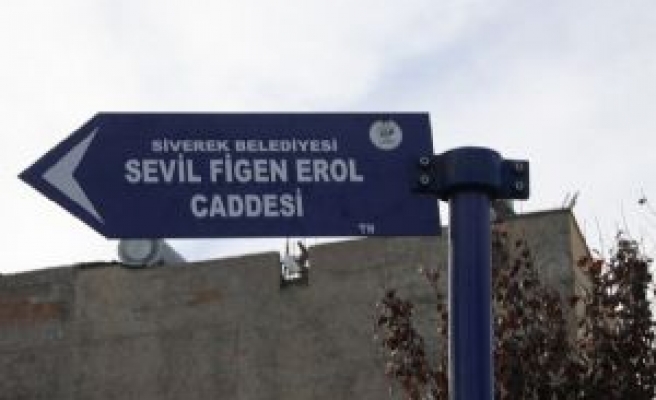 SİVEREK BELEDİYESİ
SEVİL FİGEN EROL
CADDESİ